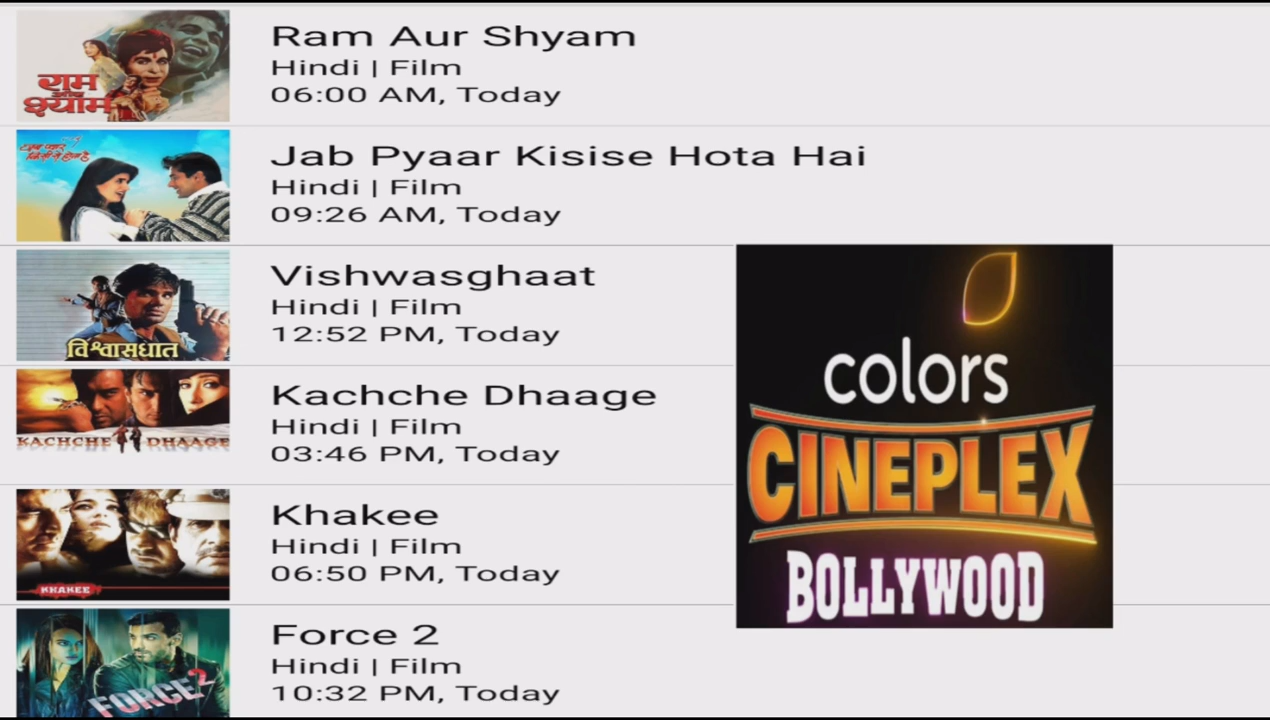 राम
और
श्याम
Ram Aur Shyam
Hindi | Film
06:00 AM, Today
जब प्यार
किसीसे होता है
Jab Pyaar Kisise Hota Hai
Hindi | Film
09:26 AM, Today
विश्वासघात
Vishwasghaat
Hindi | Film
12:52 PM, Today
KACHCHE DHAAGE
Kachche Dhaage
Hindi | Film
03:46 PM, Today
KHAKEE
Khakee
Hindi | Film
06:50 PM, Today
FORCE 2
Force 2
Hindi | Film
10:32 PM, Today
colors
CINEPLEX
BOLLYWOOD